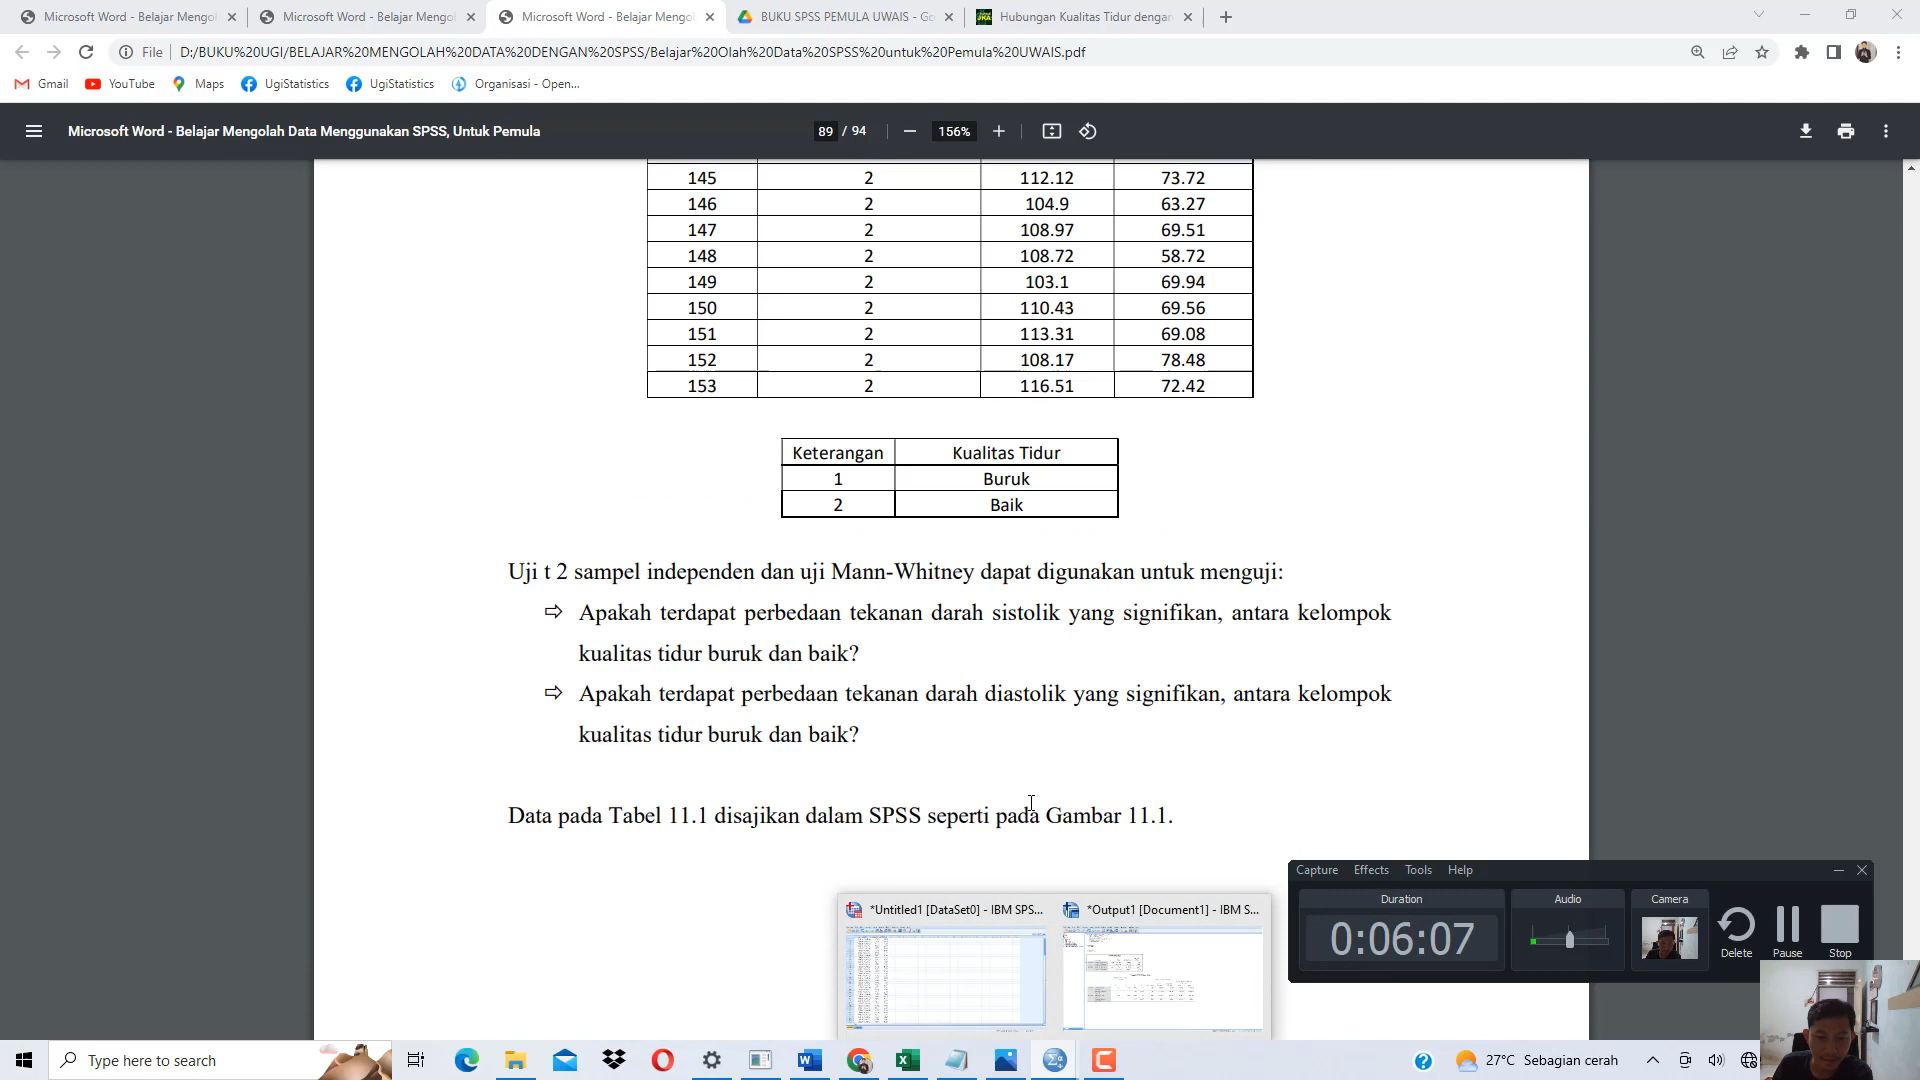 Microsoft Word - Belajar Mengol
Microsoft Word - Belajar Mengol
Microsoft Word - Belajar Mengol
BUKU SPSS PEMULA UWAIS - Go
Hubungan Kualitas Tidur dengan
File D:/BUKU%20UGI/BELAJAR%20MENGOLAH%20DATA%20DENGAN%20SPSS/Belajar%20Olah%20Data%20SPSS%20untuk%20Pemula%20UWAIS.pdf
Gmail YouTube Maps UgiStatistics UgiStatistics Organisasi - Open...
Microsoft Word - Belajar Mengolah Data Menggunakan SPSS, Untuk Pemula 89 / 94 156%
145 2 112.12 73.72
146 2 104.9 63.27
147 2 108.97 69.51
148 2 108.72 58.72
149 2 103.1 69.94
150 2 110.43 69.56
151 2 113.31 69.08
152 2 108.17 78.48
153 2 116.51 72.42
Keterangan Kualitas Tidur
1 Buruk
2 Baik
Uji t 2 sampel independen dan uji Mann-Whitney dapat digunakan untuk menguji:
⇨ Apakah terdapat perbedaan tekanan darah sistolik yang signifikan, antara kelompok
kualitas tidur buruk dan baik?
⇨ Apakah terdapat perbedaan tekanan darah diastolik yang signifikan, antara kelompok
kualitas tidur buruk dan baik?
Data pada Tabel 11.1 disajikan dalam SPSS seperti pada Gambar 11.1.
*Untitled1 [DataSet0] - IBM SPS...
*Output1 [Document1] - IBM S...
Capture Effects Tools Help
Duration Audio Camera
0:06:07
Delete Pause Stop
Type here to search
27°C Sebagian cerah